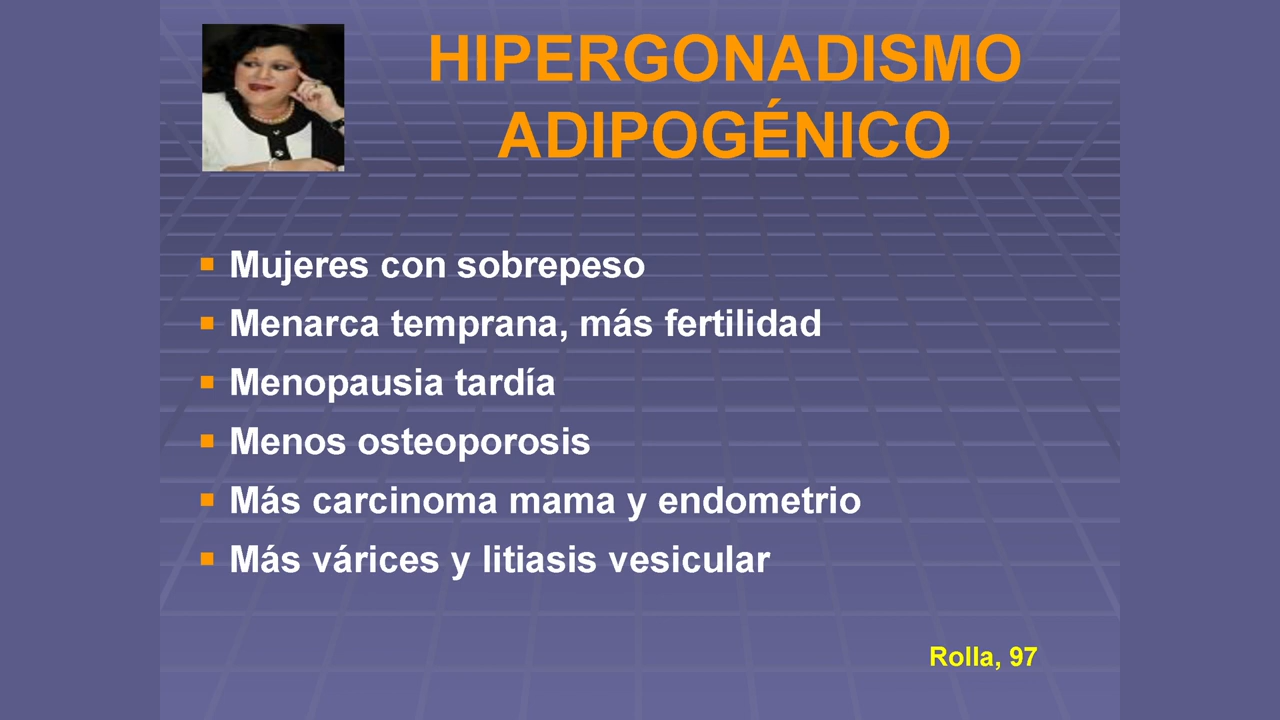 HIPERGONADISMO
ADIPOGÉNICO
Mujeres con sobrepeso
Menarca temprana, más fertilidad
Menopausia tardía
Menos osteoporosis
Más carcinoma mama y endometrio
Más várices y litiasis vesicular
Rolla, 97